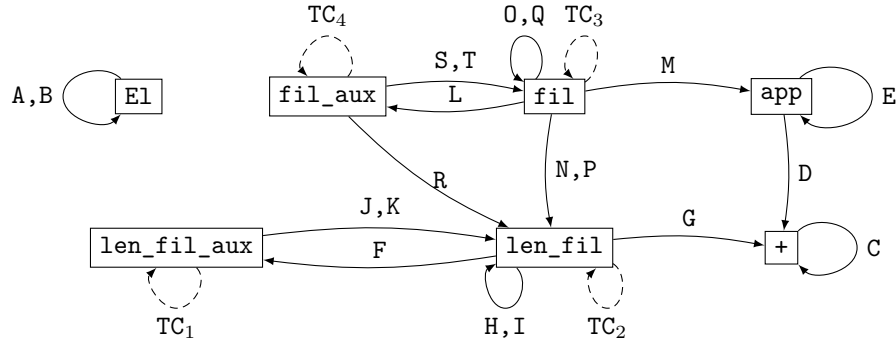 TC₄
O,Q
TC₃
S,T
M
A,B
El
fil_aux
L
fil
app
E
R
N,P
D
J,K
G
len_fil_aux
F
len_fil
+
C
TC₁
H,I
TC₂